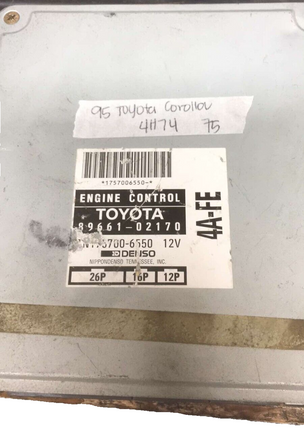 95 Toyota Corolla
4H74 75
*1757006550-*
ENGINE CONTROL
TOYOTA
89661-02170
175700-6550 12V
DENSO
NIPPONDENSO TENNESSEE, INC.
26P 16P 12P
4A-FE